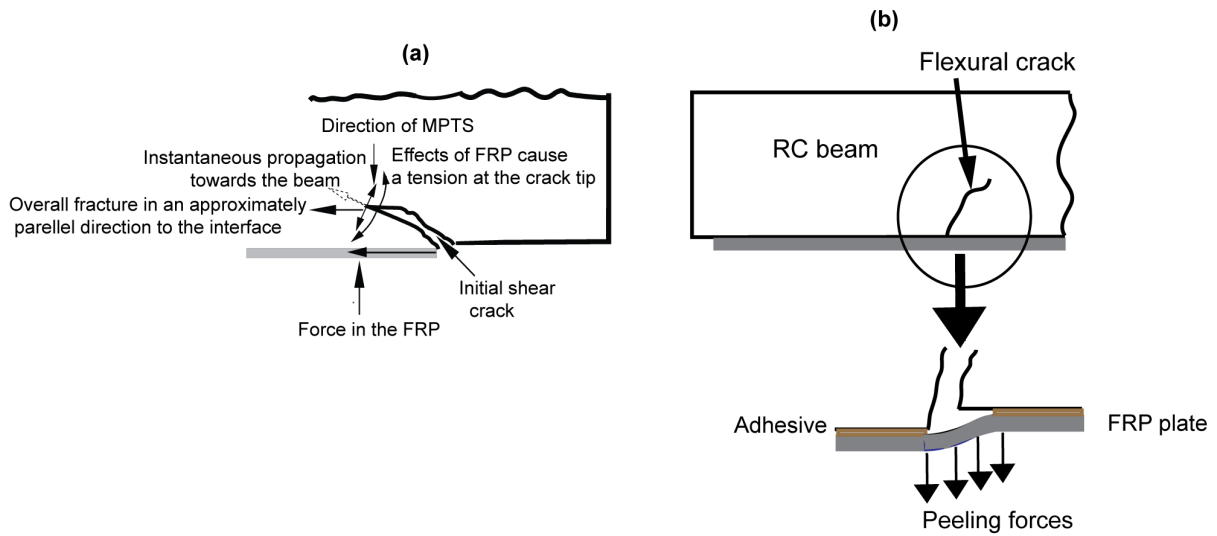 (a)
Direction of MPTS
Instantaneous propagation
towards the beam
Effects of FRP cause
a tension at the crack tip
Overall fracture in an approximately
parellel direction to the interface
Initial shear
crack
Force in the FRP
(b)
Flexural crack
RC beam
Adhesive
FRP plate
Peeling forces